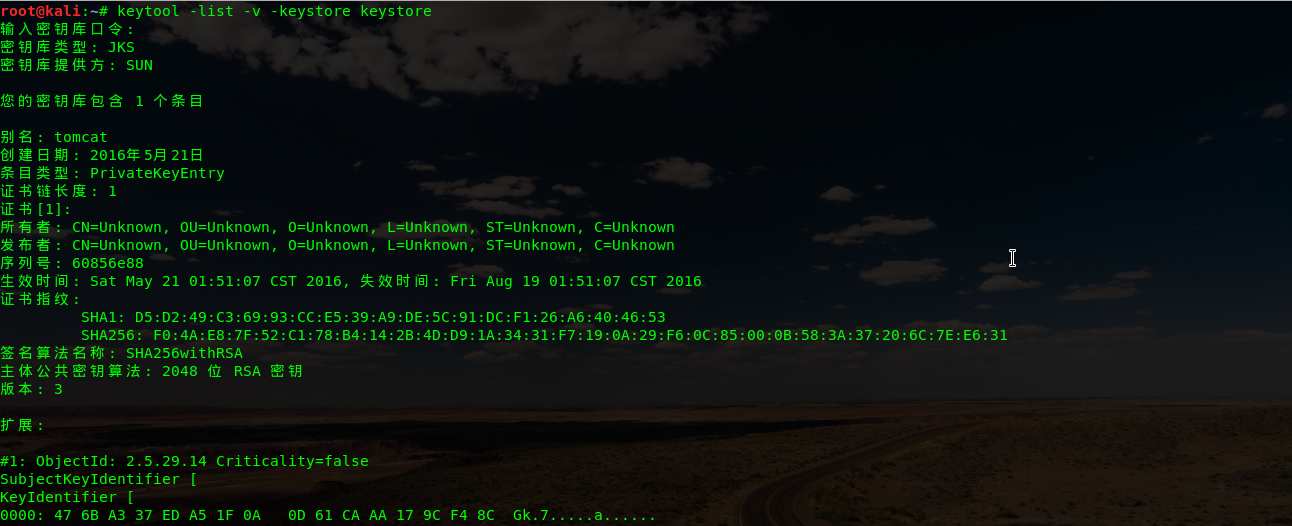 root@kali:~# keytool -list -v -keystore keystore
输入密钥库口令:
密钥库类型: JKS
密钥库提供方: SUN
您的密钥库包含 1 个条目
别名: tomcat
创建日期: 2016年5月21日
条目类型: PrivateKeyEntry
证书链长度: 1
证书[1]:
所有者: CN=Unknown, OU=Unknown, O=Unknown, L=Unknown, ST=Unknown, C=Unknown
发布者: CN=Unknown, OU=Unknown, O=Unknown, L=Unknown, ST=Unknown, C=Unknown
序列号: 60856e88
生效时间: Sat May 21 01:51:07 CST 2016, 失效时间: Fri Aug 19 01:51:07 CST 2016
证书指纹:
SHA1: D5:D2:49:C3:69:93:CC:E5:39:A9:DE:5C:91:DC:F1:26:A6:40:46:53
SHA256: F0:4A:E8:7F:52:C1:78:B4:14:2B:4D:D9:1A:34:31:F7:19:0A:29:F6:0C:85:00:0B:58:3A:37:20:6C:7E:E6:31
签名算法名称: SHA256withRSA
主体公共密钥算法: 2048 位 RSA 密钥
版本: 3
扩展:
#1: ObjectId: 2.5.29.14 Criticality=false
SubjectKeyIdentifier [
KeyIdentifier [
0000: 47 6B A3 37 ED A5 1F 0A   0D 61 CA AA 17 9C F4 8C  Gk.7.....a......